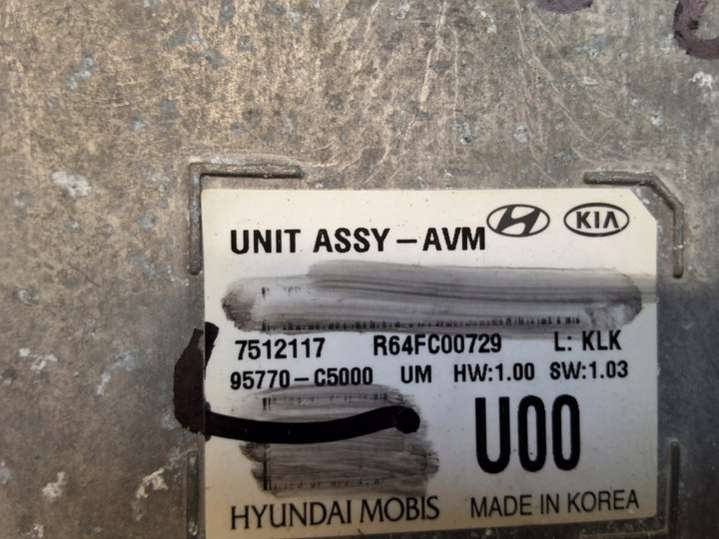 UNIT ASSY-AVM KIA
7512117 R64FC00729 L: KLK
95770-C5000 UM HW:1.00 SW:1.03
U00
HYUNDAI MOBIS MADE IN KOREA